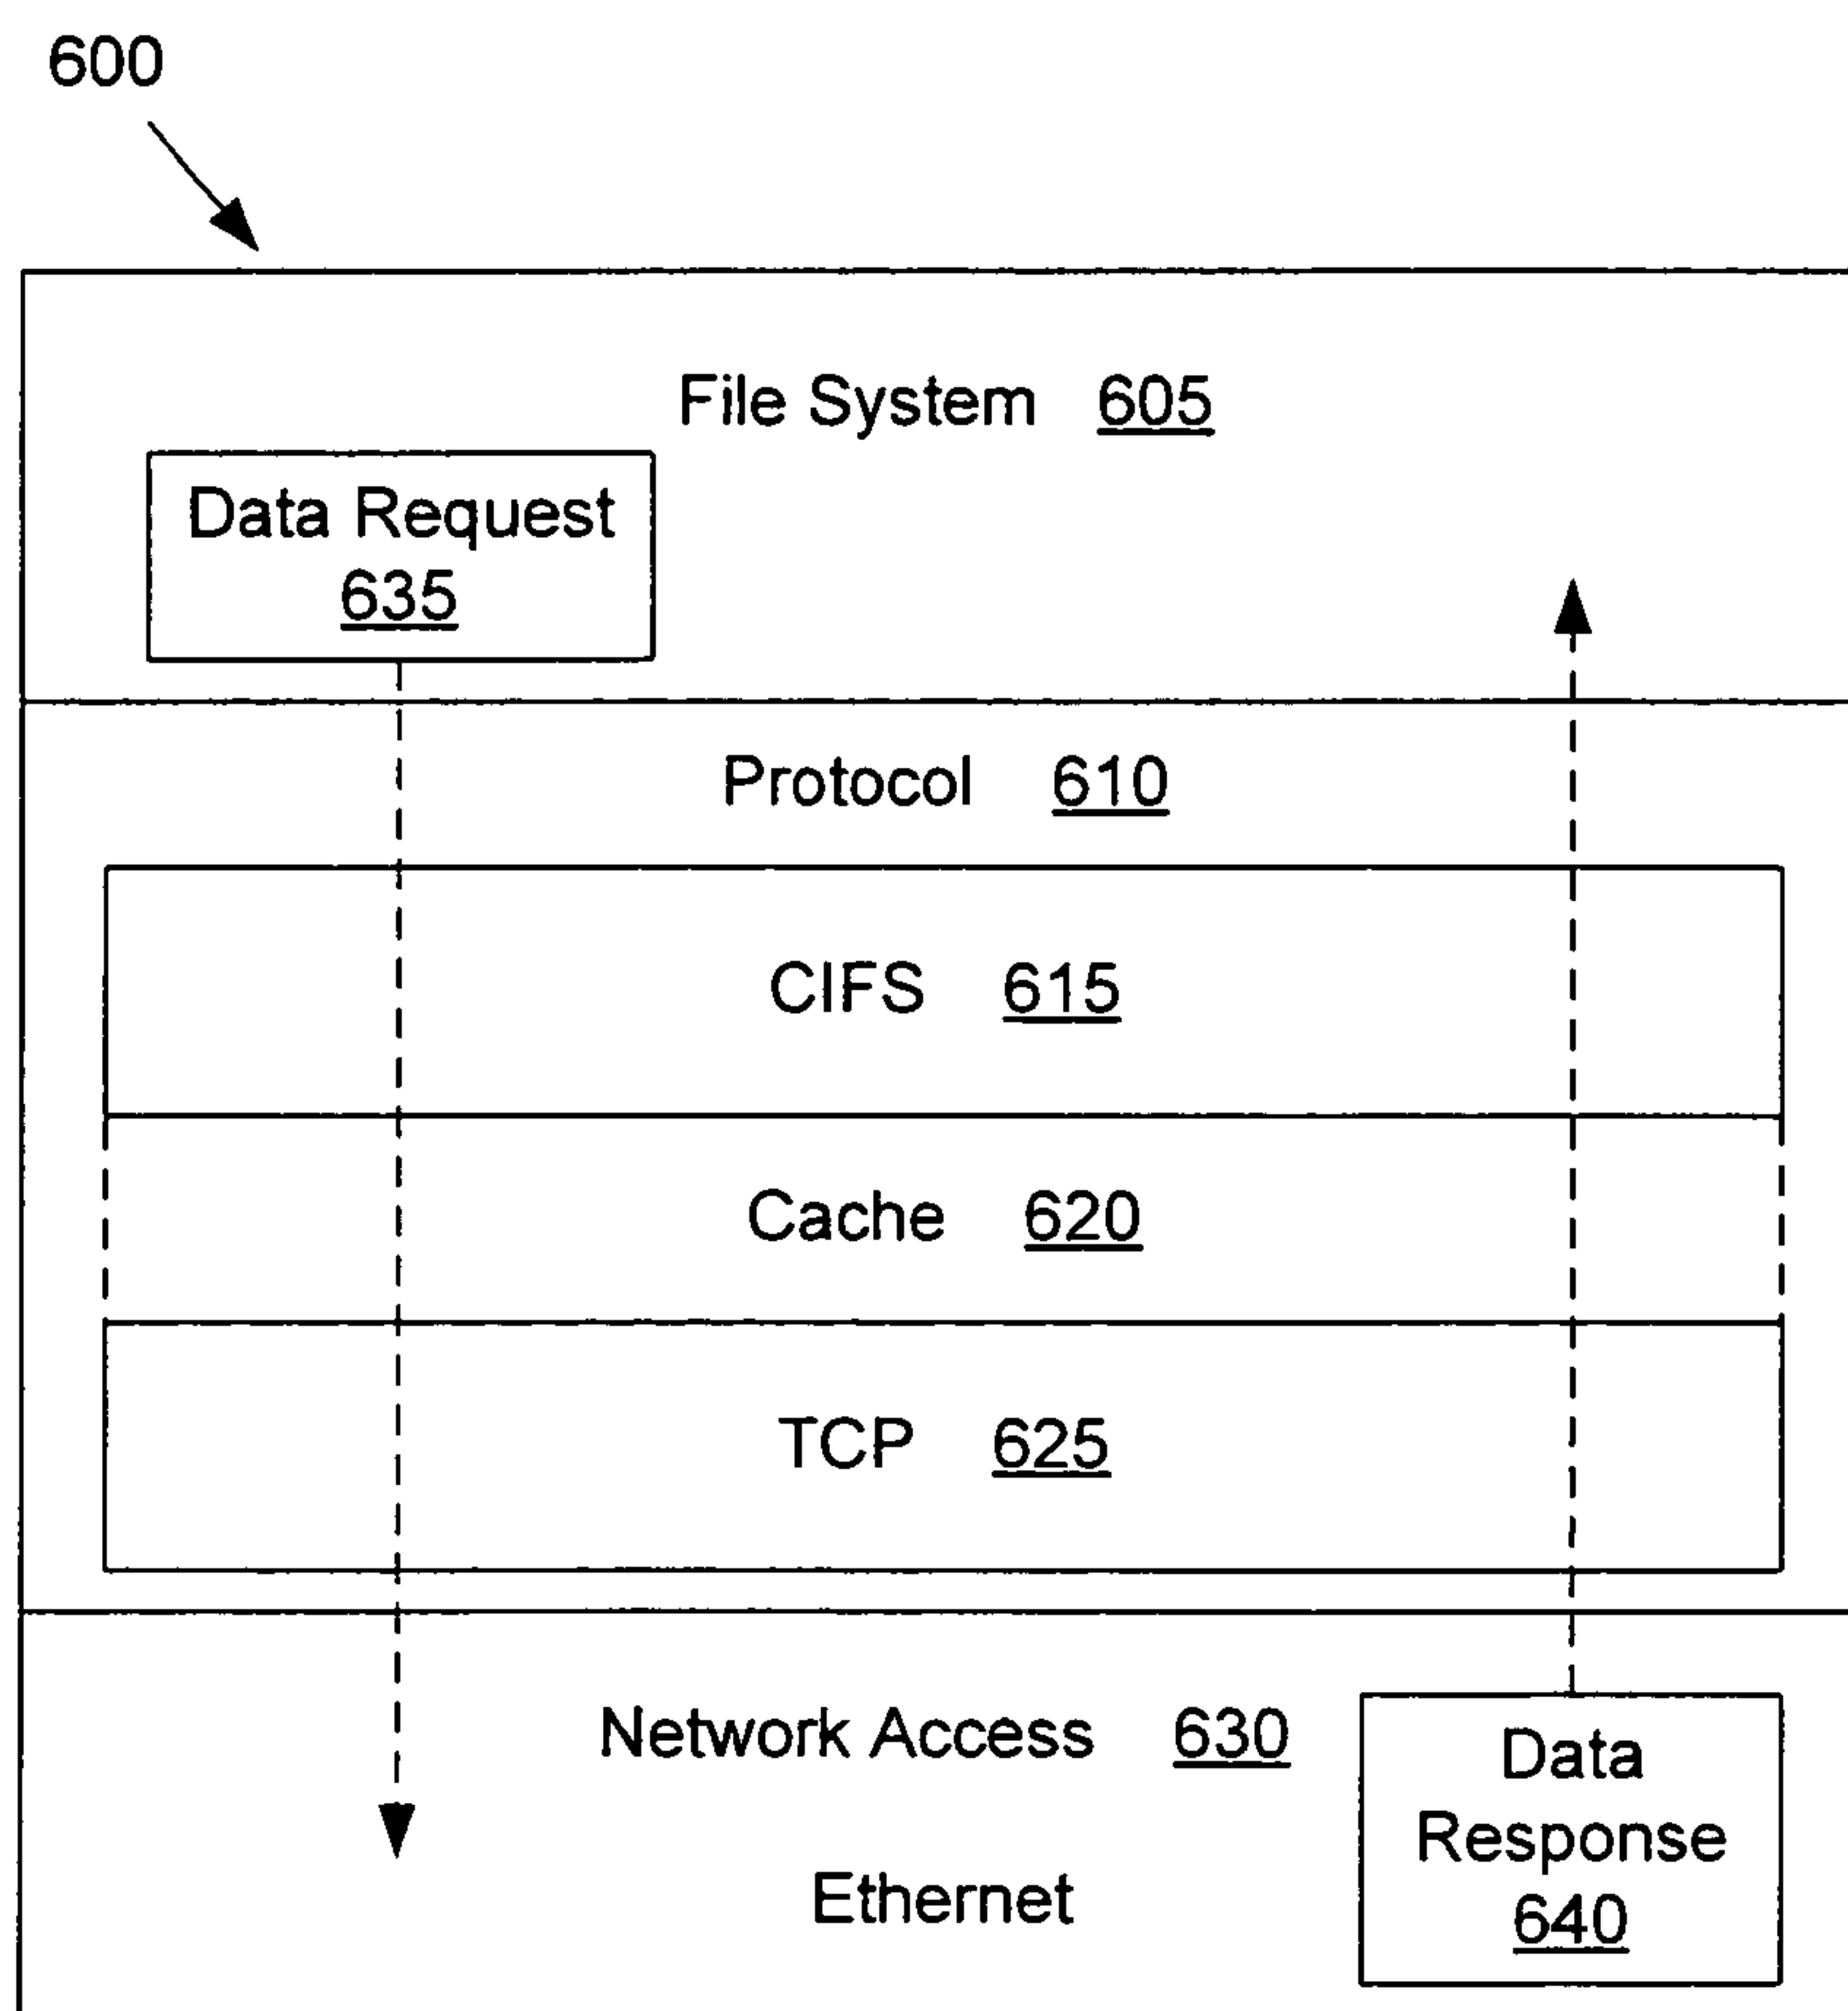 600
File System 605
Data Request
635
Protocol 610
CIFS 615
Cache 620
TCP 625
Network Access 630
Ethernet
Data
Response
640